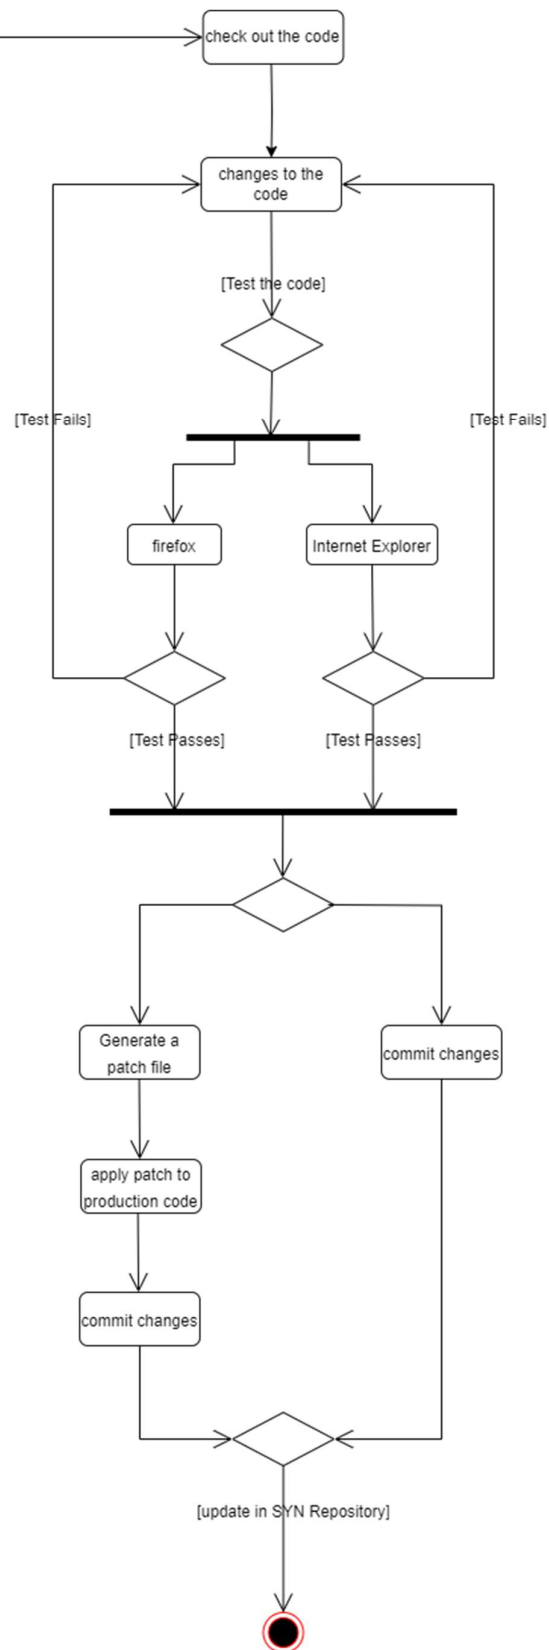 check out the code
changes to the
code
[Test the code]
[Test Fails]
[Test Fails]
firefox
Internet Explorer
[Test Passes]
[Test Passes]
Generate a
patch file
commit changes
apply patch to
production code
commit changes
[update in SYN Repository]